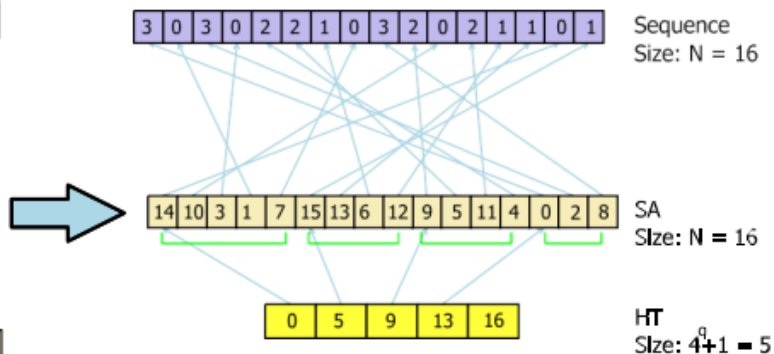 3 0 3 0 2 2 1 0 3 2 0 2 1 1 0 1
Sequence
Size: N = 16
14 10 3 1 7 15 13 6 12 9 5 11 4 0 2 8
SA
Size: N = 16
0 5 9 13 16
HT
Size: 4^q+1 = 5